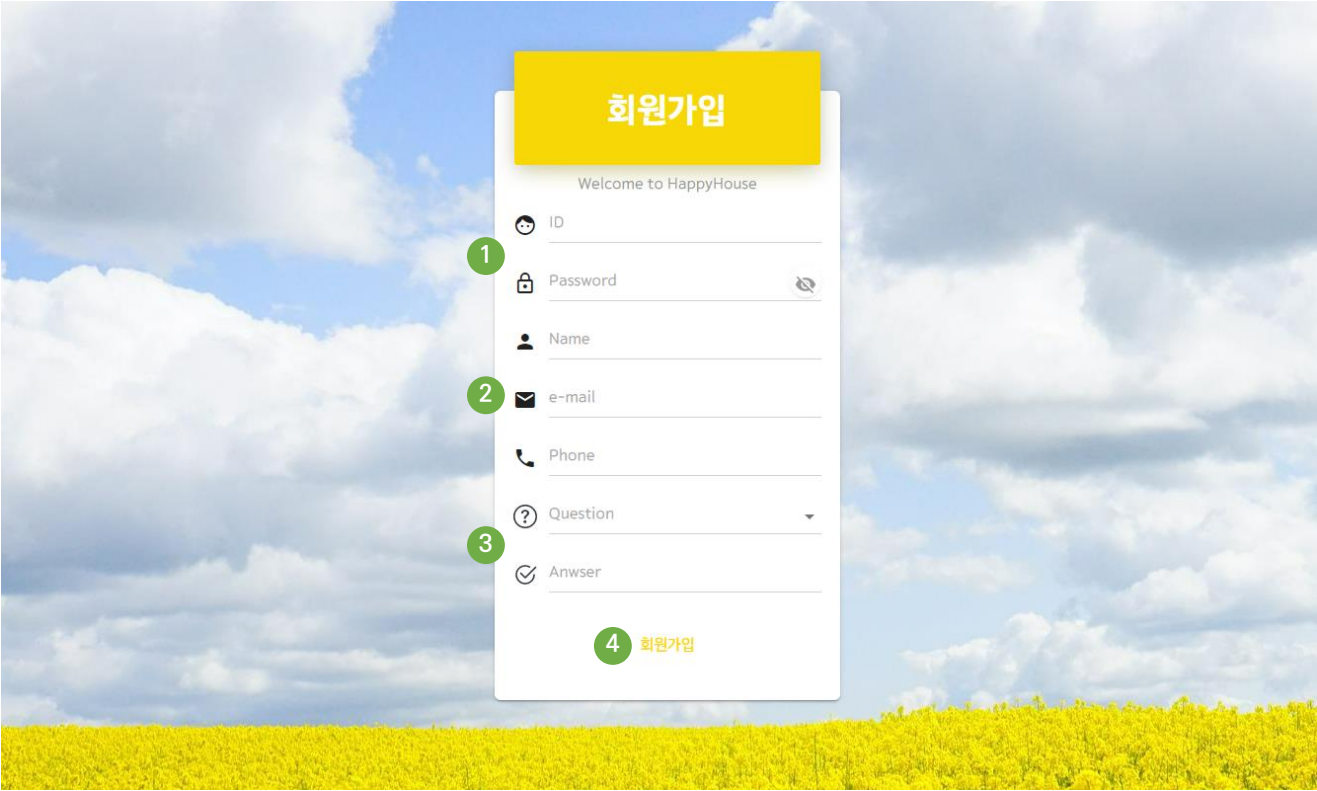 회원가입
Welcome to HappyHouse
ID
1
Password
Name
2
e-mail
Phone
Question
3
Anwser
4 회원가입